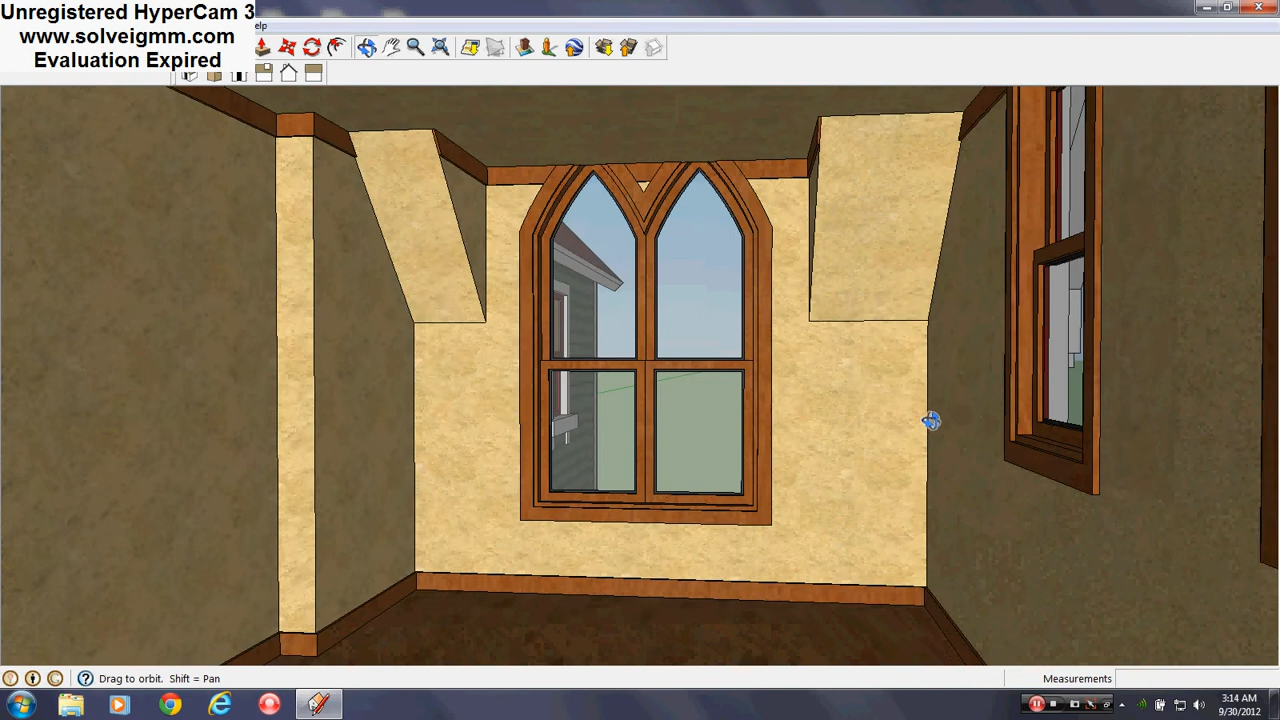 Unregistered HyperCam 3
www.solveigmm.com
Evaluation Expired
elp
Drag to orbit. Shift = Pan
Measurements
3:14 AM
9/30/2012